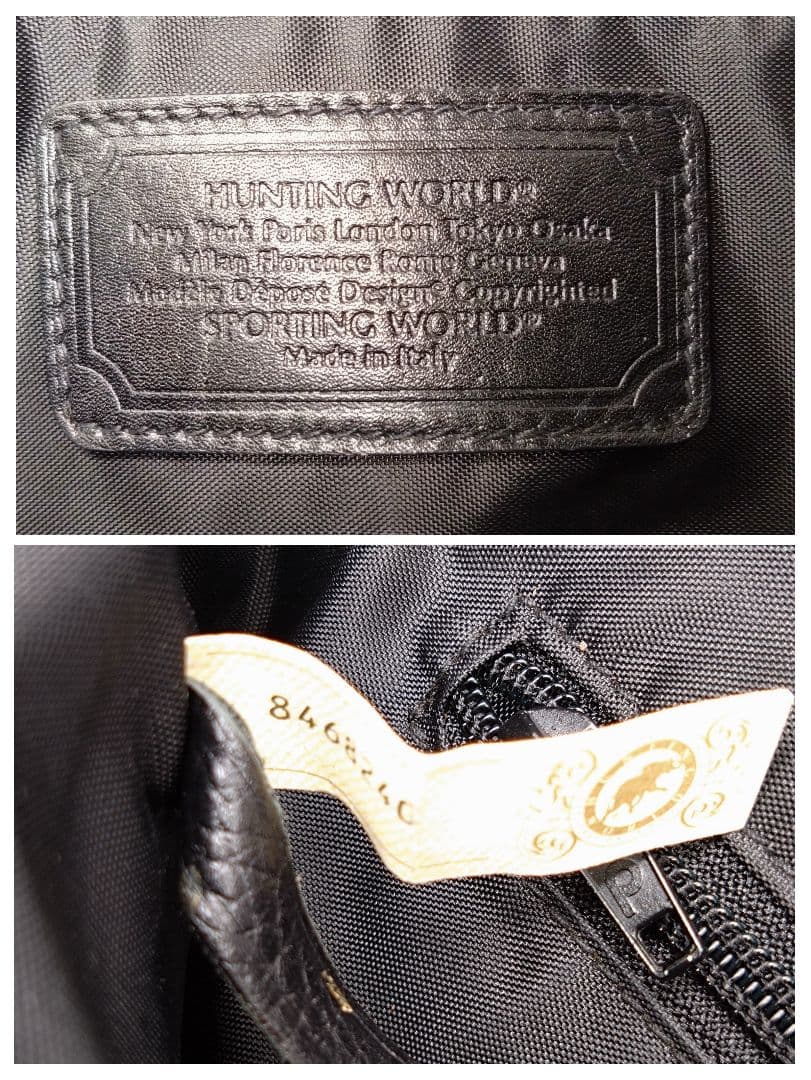 HUNTING WORLD®
New York Paris London Tokyo Osaka
Milan Florence Rome Geneva
Modèle Déposé Design© Copyrighted
SPORTING WORLD®
Made in Italy